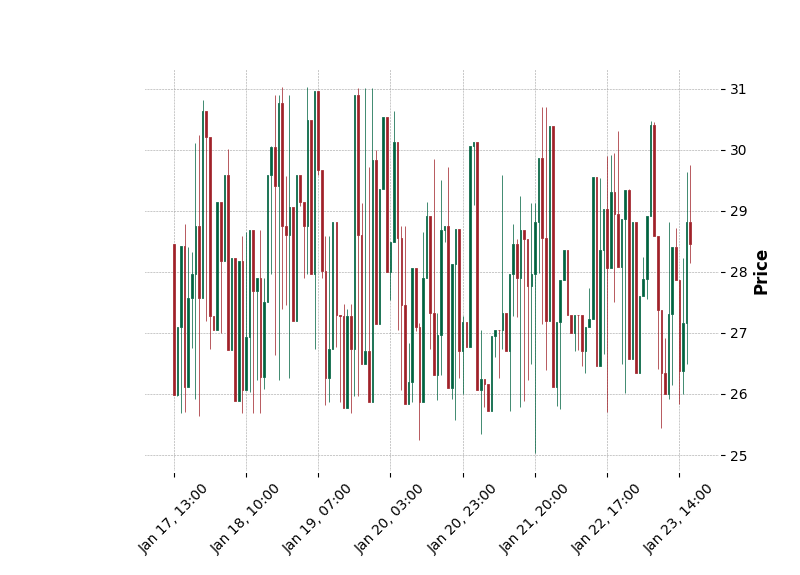 31
30
29
28
27
26
25
Price
Jan 17, 13:00
Jan 18, 10:00
Jan 19, 07:00
Jan 20, 03:00
Jan 20, 23:00
Jan 21, 20:00
Jan 22, 17:00
Jan 23, 14:00